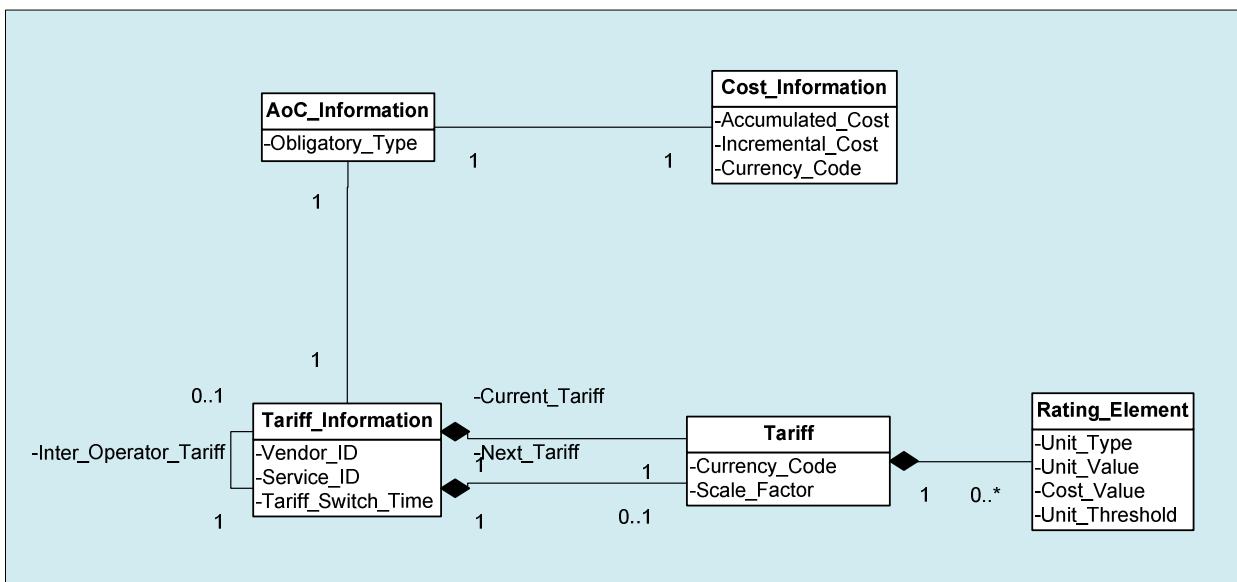 AoC_Information
-Obligatory_Type
Cost_Information
-Accumulated_Cost
-Incremental_Cost
-Currency_Code
1
1
1
1
0..1
-Inter_Operator_Tariff
1
Tariff_Information
-Vendor_ID
-Service_ID
-Tariff_Switch_Time
-Current_Tariff
-Next_Tariff
1
1
1
0..1
Tariff
-Currency_Code
-Scale_Factor
1
0..*
Rating_Element
-Unit_Type
-Unit_Value
-Cost_Value
-Unit_Threshold